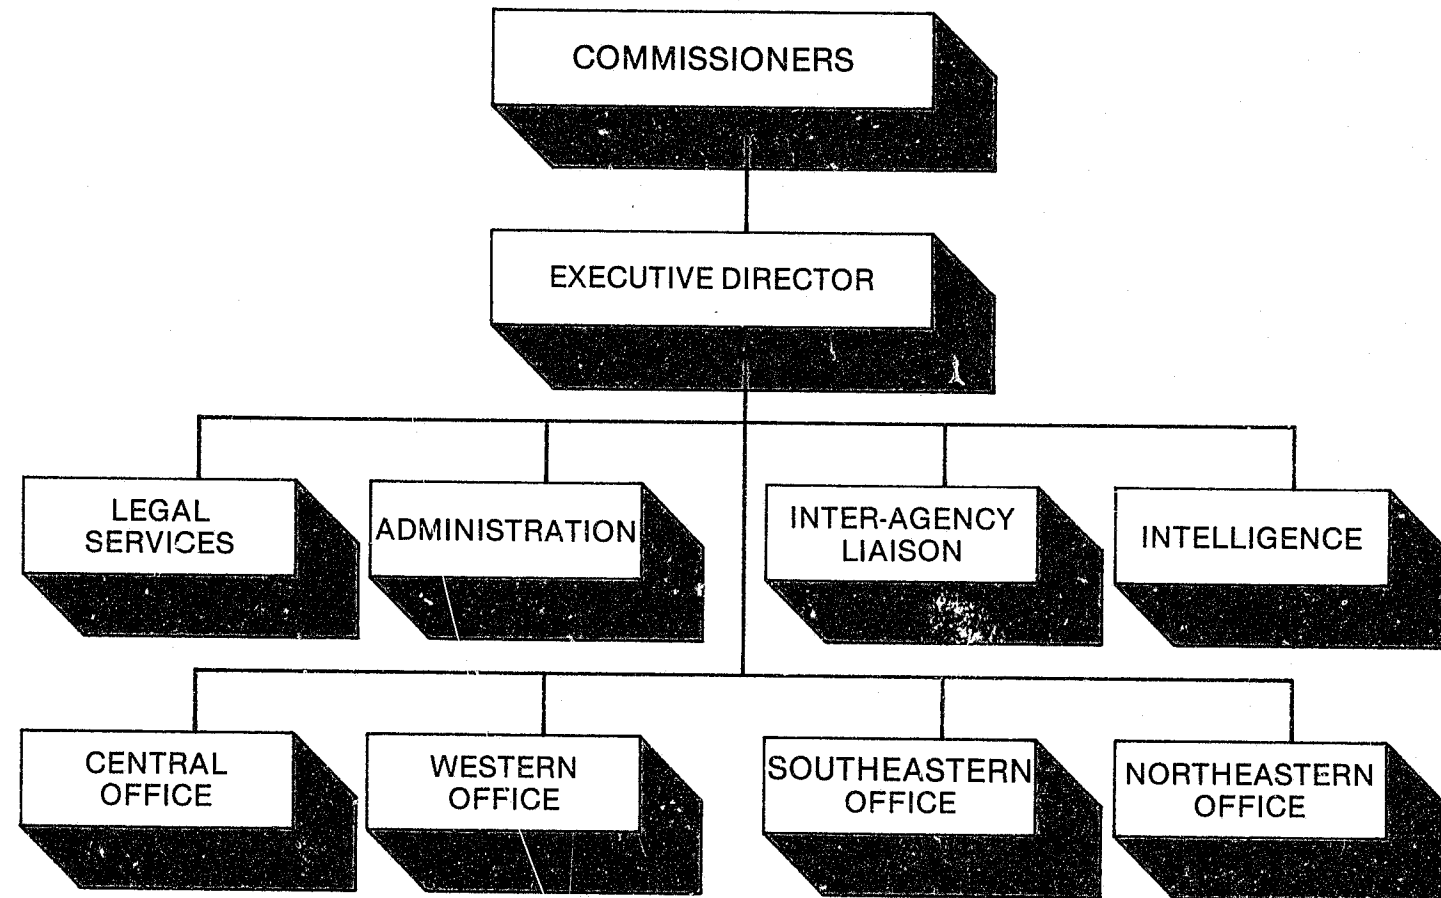 COMMISSIONERS
EXECUTIVE DIRECTOR
LEGAL
SERVICES
ADMINISTRATION
INTER-AGENCY
LIAISON
INTELLIGENCE
CENTRAL
OFFICE
WESTERN
OFFICE
SOUTHEASTERN
OFFICE
NORTHEASTERN
OFFICE